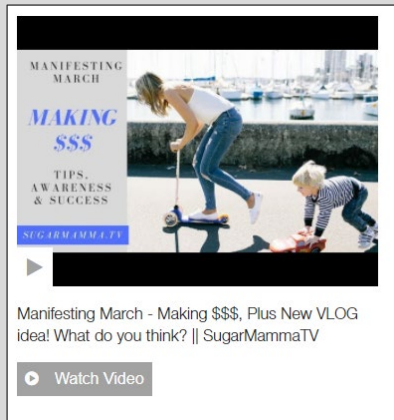 MANIFESTING
MARCH
MAKING
$$$
TIPS,
AWARENESS
& SUCCESS
SUGARMAMMA.TV
Manifesting March - Making $$$, Plus New VLOG
idea! What do you think? || SugarMammaTV
Watch Video